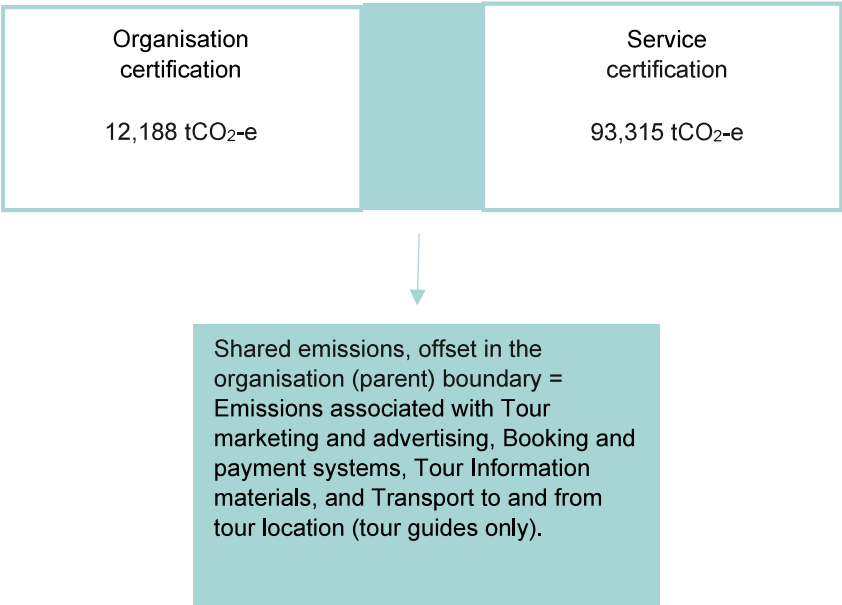 Organisation
certification
12,188 tCO₂-e
Service
certification
93,315 tCO₂-e
Shared emissions, offset in the
organisation (parent) boundary =
Emissions associated with Tour
marketing and advertising, Booking and
payment systems, Tour Information
materials, and Transport to and from
tour location (tour guides only).